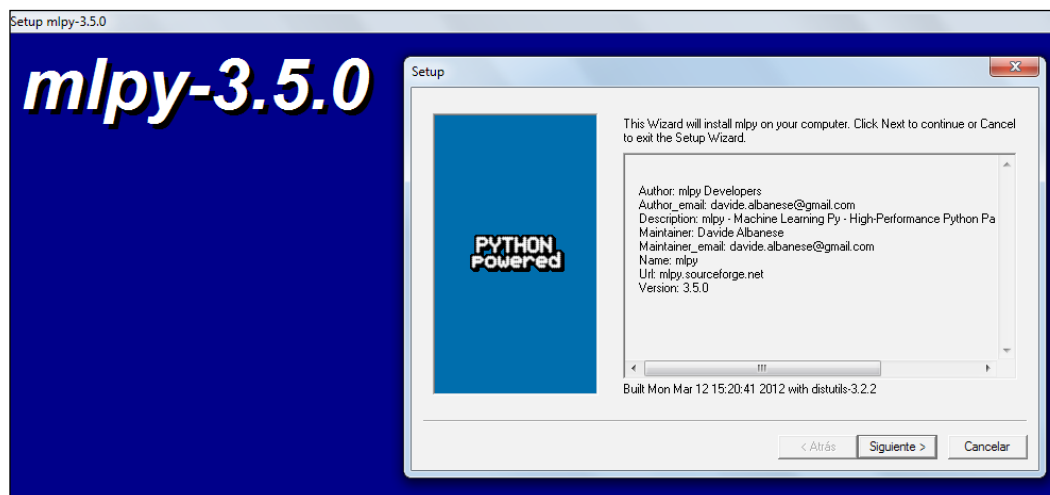 Setup mlpy-3.5.0
mlpy-3.5.0
Setup
This Wizard will install mlpy on your computer. Click Next to continue or Cancel
to exit the Setup Wizard.
Author: mlpy Developers
Author_email: davide.albanese@gmail.com
Description: mlpy - Machine Learning Py - High-Performance Python Pa
Maintainer: Davide Albanese
Maintainer_email: davide.albanese@gmail.com
Name: mlpy
Url: mlpy.sourceforge.net
Version: 3.5.0
PYTHON
powered
Built Mon Mar 12 15:20:41 2012 with distutils-3.2.2
< Atrás
Siguiente >
Cancelar